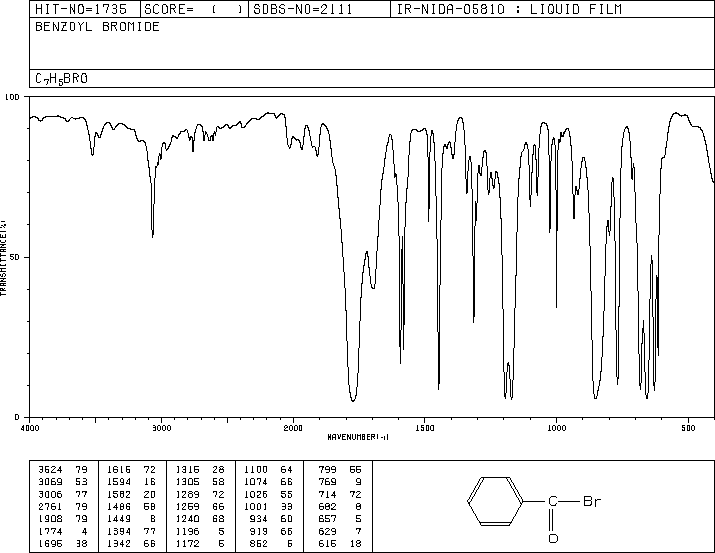 HIT-NO=1735 SCORE= ( ) SDBS-NO=2111 IR-NIDA-05810 : LIQUID FILM
BENZOYL BROMIDE
C7H5BRO
100
50
0
TRANSMITTANCE(%)
4000 3000 2000 1500 1000 500
WAVENUMBER(-1)
3524 79 1616 72 1316 28 1100 64 799 55
3069 53 1594 16 1305 58 1074 66 769 9
3006 77 1582 20 1289 72 1026 55 714 72
2761 79 1486 58 1259 66 1001 33 682 8
1908 79 1449 8 1240 68 934 60 657 5
1774 4 1394 77 1196 5 919 66 629 7
1695 38 1342 66 1172 5 852 5 615 18
C Br
O